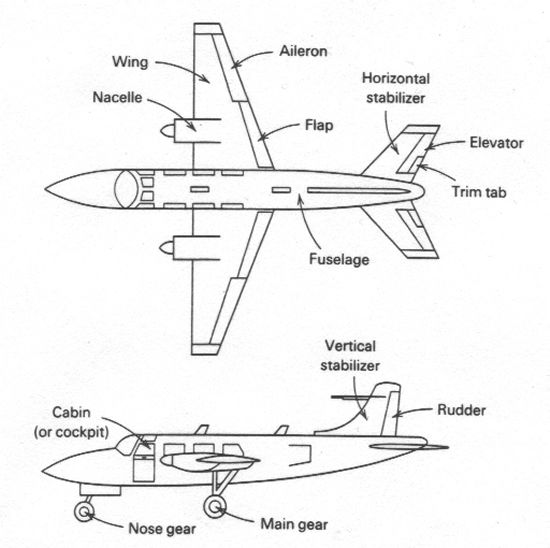 Wing
Aileron
Nacelle
Flap
Horizontal
stabilizer
Elevator
Trim tab
Fuselage
Vertical
stabilizer
Rudder
Cabin
(or cockpit)
Nose gear
Main gear